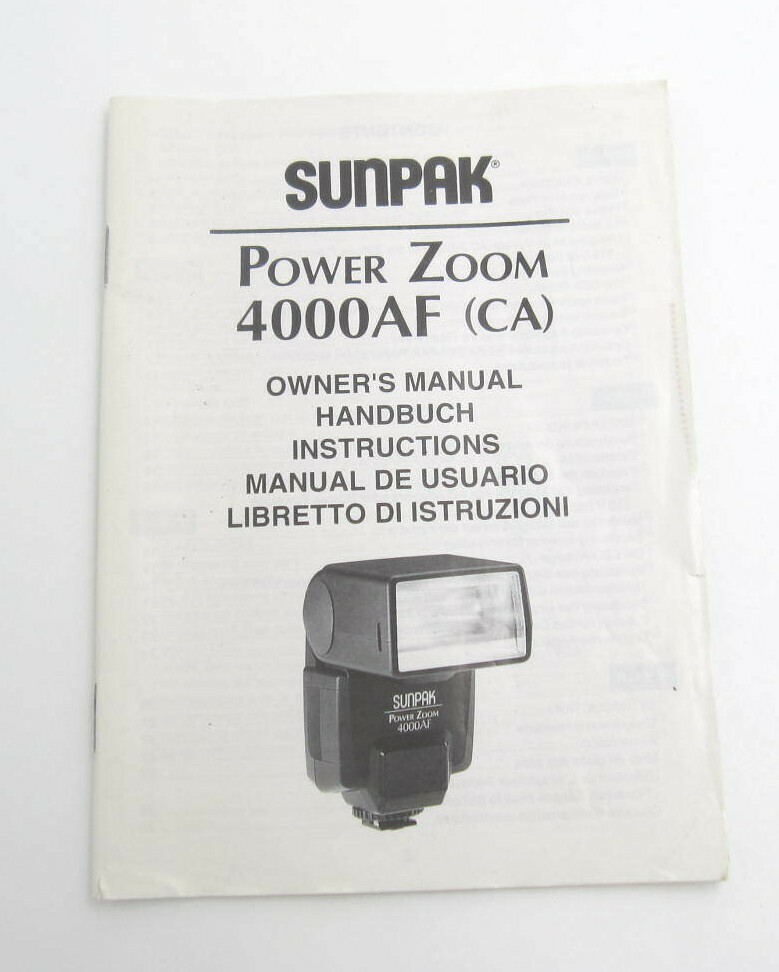 SUNPAK®
POWER ZOOM
4000AF (CA)
OWNER'S MANUAL
HANDBUCH
INSTRUCTIONS
MANUAL DE USUARIO
LIBRETTO DI ISTRUZIONI
SUNPAK
POWER ZOOM
4000AF